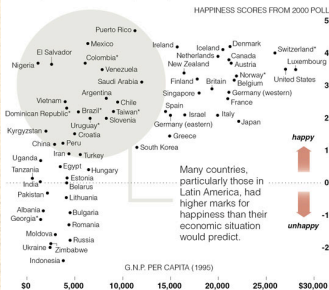 HAPPINESS SCORES FROM 2000 POLL
5
Puerto Rico
Mexico
Ireland
Iceland
Denmark
Switzerland*
El Salvador
Colombia*
Netherlands
Canada
4
Luxembourg
Nigeria
Venezuela
New Zealand
Austria
Saudi Arabia
Finland
Norway*
United States
Britain
Belgium
3
Argentina
Singapore
Germany (western)
Vietnam
Chile
France
Dominican Republic*
Brazil*
Taiwan*
Spain
Israel
Italy
2
Uruguay*
Slovenia
Germany (eastern)
Japan
Kyrgyzstan
Croatia
Greece
happy
China
Peru
South Korea
1
Iran
Turkey
Uganda
Egypt
Many countries,
Tanzania
Hungary
particularly those in
Estonia
Latin America, had
India
Belarus
higher marks for
0
Pakistan
Lithuania
happiness than their
economic situation
Albania
Bulgaria
would predict.
unhappy
-1
Georgia*
Romania
Moldova
Russia
-2
Ukraine
Zimbabwe
Indonesia
$0
5,000
10,000
$15,000
$20,000
$25,000
$30,000
G.N.P. PER CAPITA (1995)